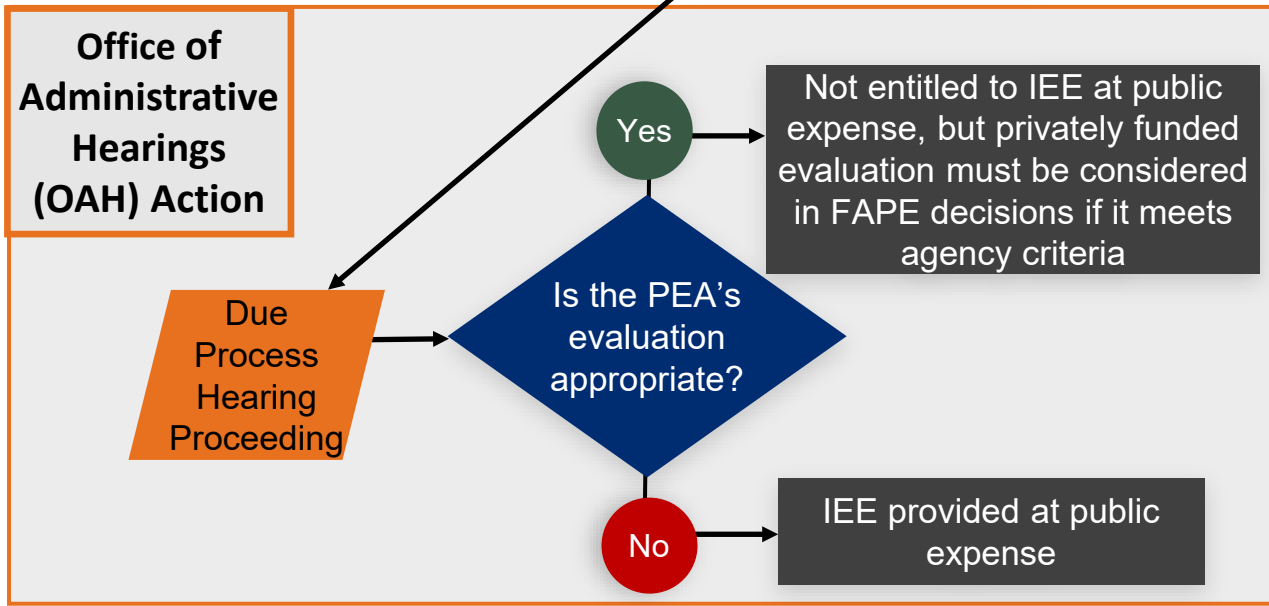 Office of
Administrative
Hearings
(OAH) Action
Due
Process
Hearing
Proceeding
Is the PEA’s
evaluation
appropriate?
Yes
Not entitled to IEE at public
expense, but privately funded
evaluation must be considered
in FAPE decisions if it meets
agency criteria
No
IEE provided at public
expense